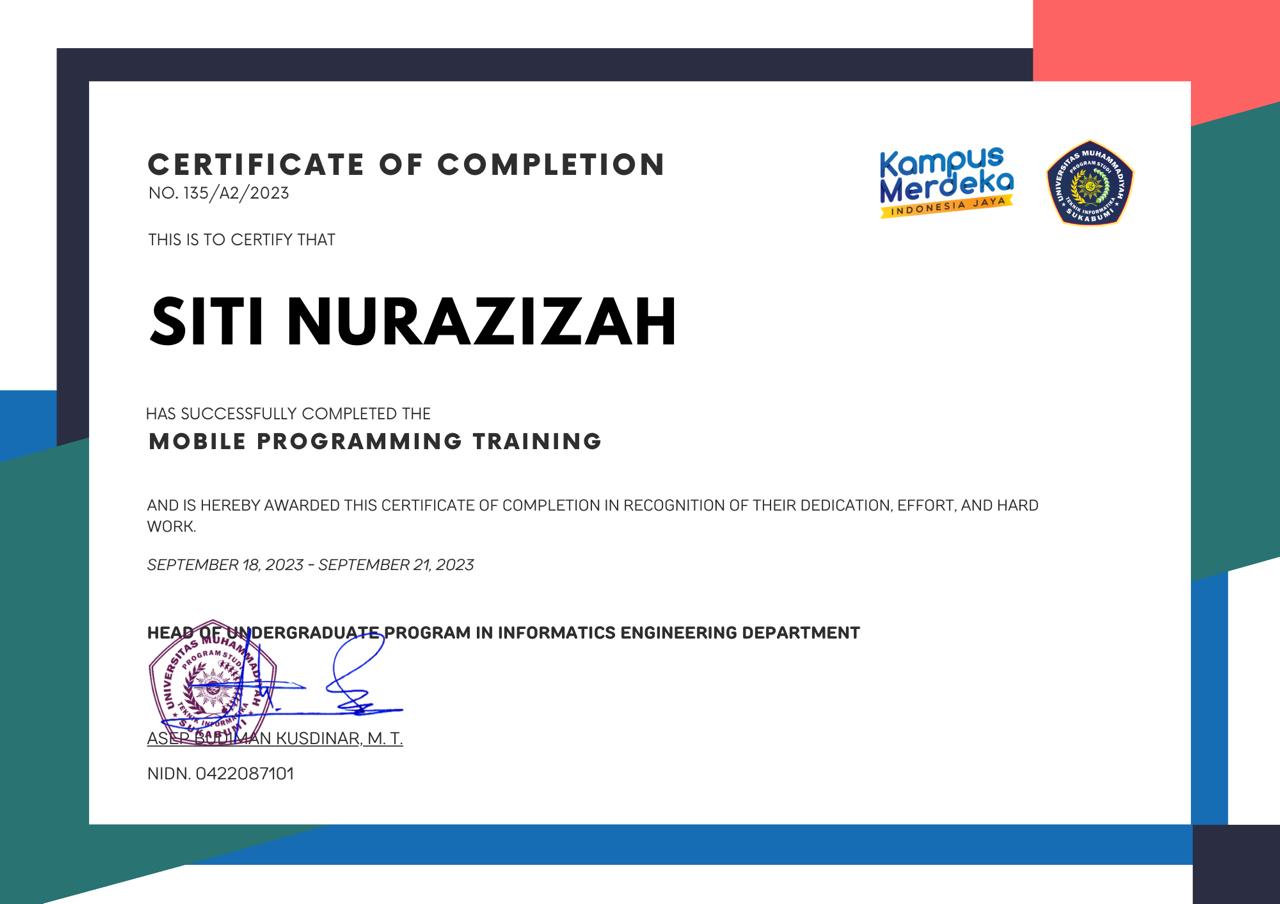 CERTIFICATE OF COMPLETION
NO. 135/A2/2023
Kampus
Merdeka
INDONESIA JAYA
UNIVERSITAS MUHAMMADIYAH
PROGRAM STUDI
TEKNIK INFORMATIKA
SUKABUMI
THIS IS TO CERTIFY THAT
SITI NURAZIZAH
HAS SUCCESSFULLY COMPLETED THE
MOBILE PROGRAMMING TRAINING
AND IS HEREBY AWARDED THIS CERTIFICATE OF COMPLETION IN RECOGNITION OF THEIR DEDICATION, EFFORT, AND HARD
WORK.
SEPTEMBER 18, 2023 - SEPTEMBER 21, 2023
HEAD OF UNDERGRADUATE PROGRAM IN INFORMATICS ENGINEERING DEPARTMENT
UNIVERSITAS MUHAMMADIYAH
PROGRAM STUDI
TEKNIK INFORMATIKA
SUKABUMI
ASEP BUDIMAN KUSDINAR, M. T.
NIDN. 0422087101